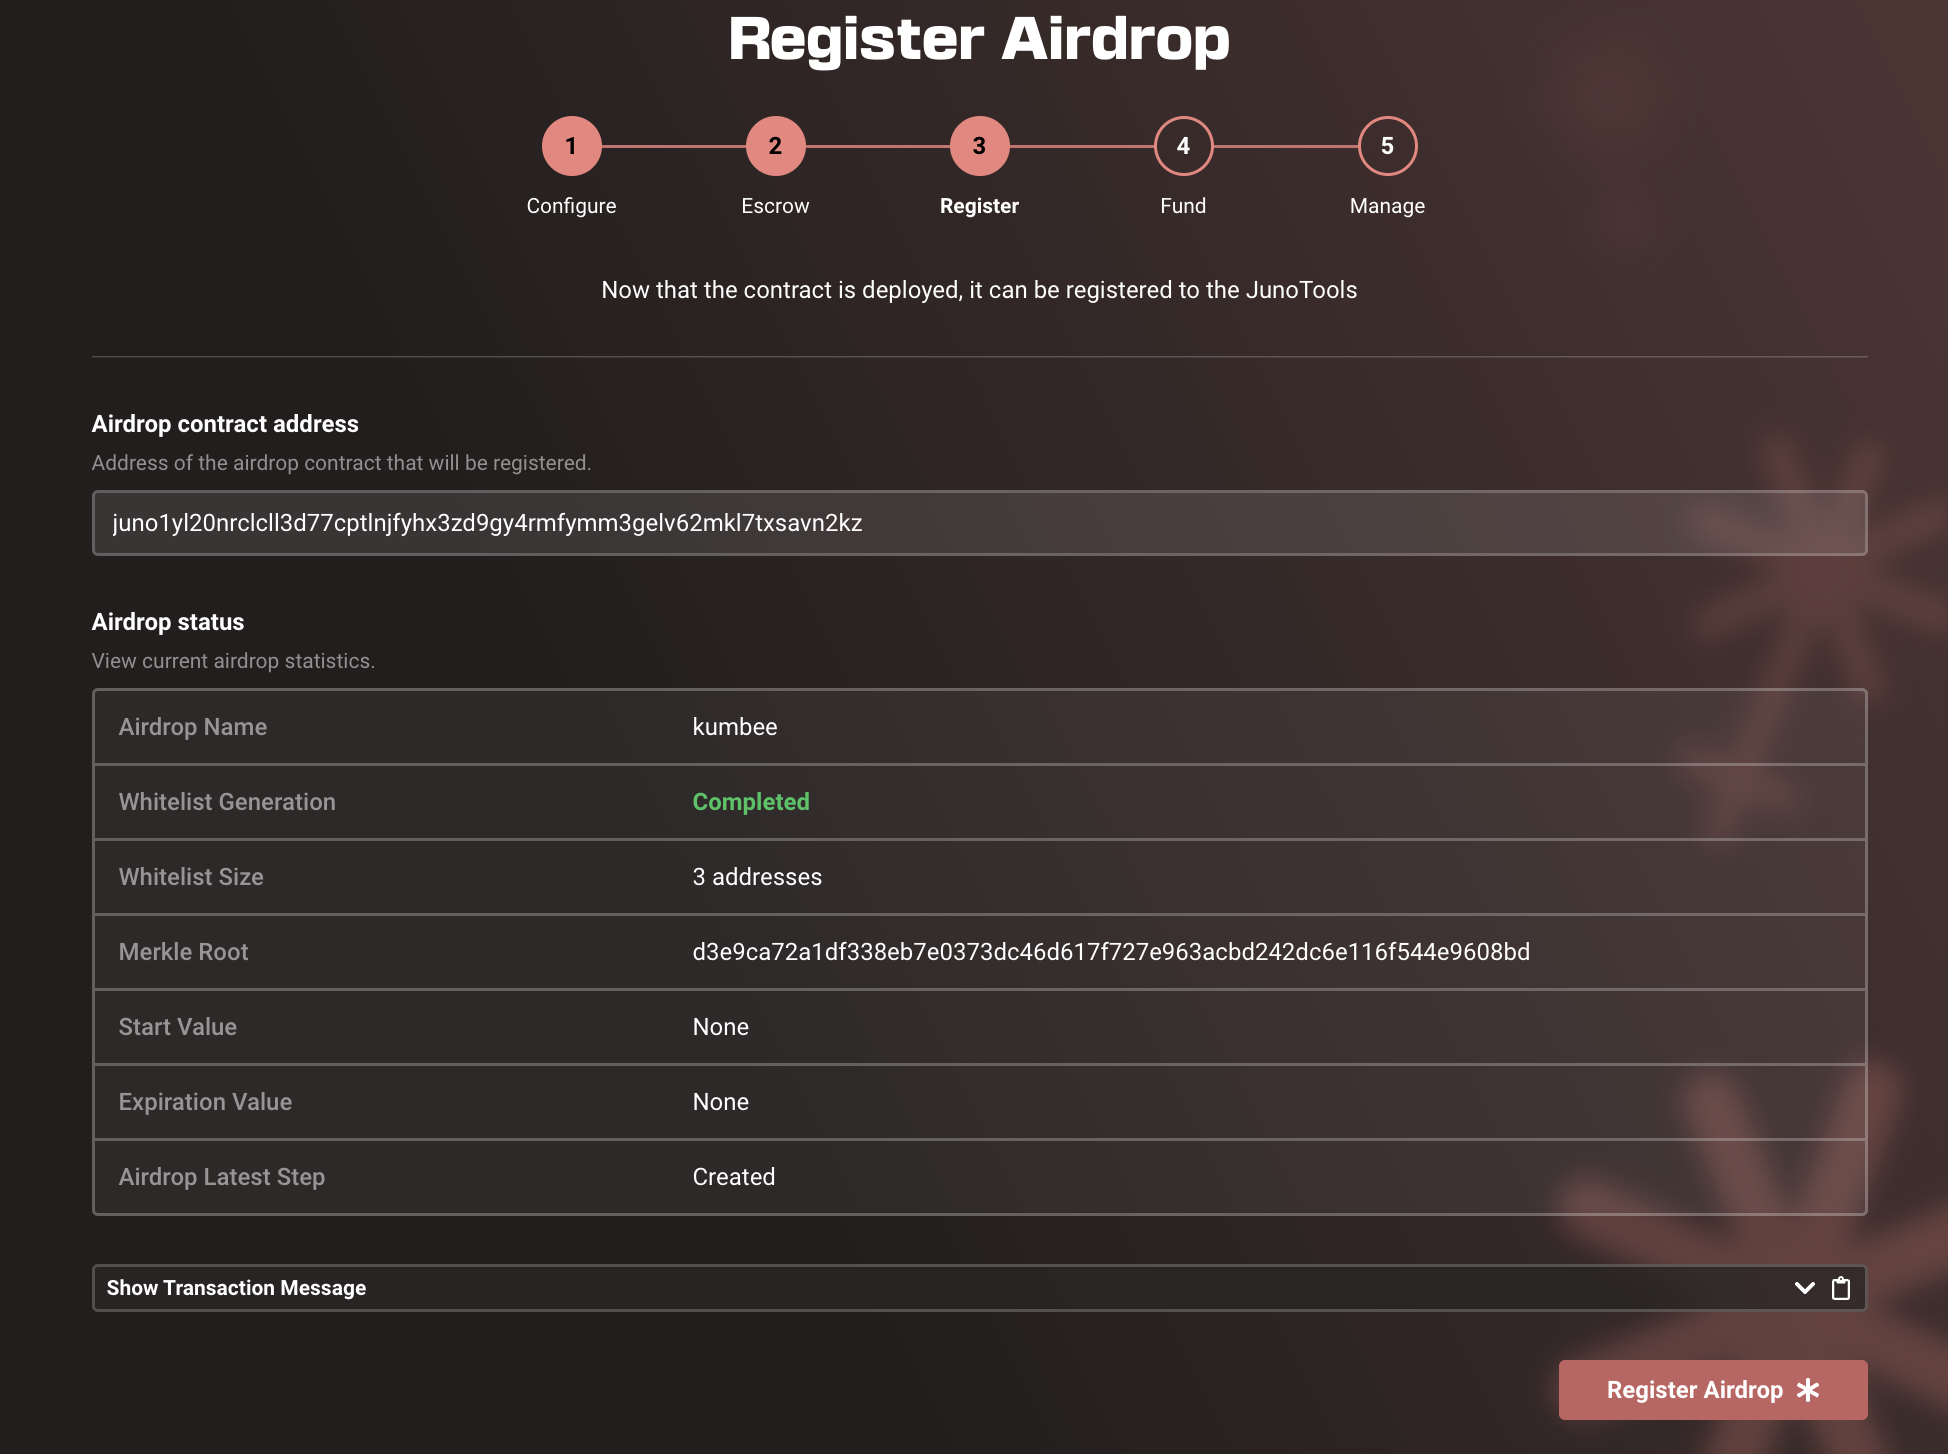 Register Airdrop
1
2
3
4
5
Configure
Escrow
Register
Fund
Manage
Now that the contract is deployed, it can be registered to the JunoTools
Airdrop contract address
Address of the airdrop contract that will be registered.
juno1yl20nrclcll3d77cptlnjfyhx3zd9gy4rmfymm3gelv62mkl7txsavn2kz
Airdrop status
View current airdrop statistics.
Airdrop Name kumbee
Whitelist Generation Completed
Whitelist Size 3 addresses
Merkle Root d3e9ca72a1df338eb7e0373dc46d617f727e963acbd242dc6e116f544e9608bd
Start Value None
Expiration Value None
Airdrop Latest Step Created
Show Transaction Message
Register Airdrop